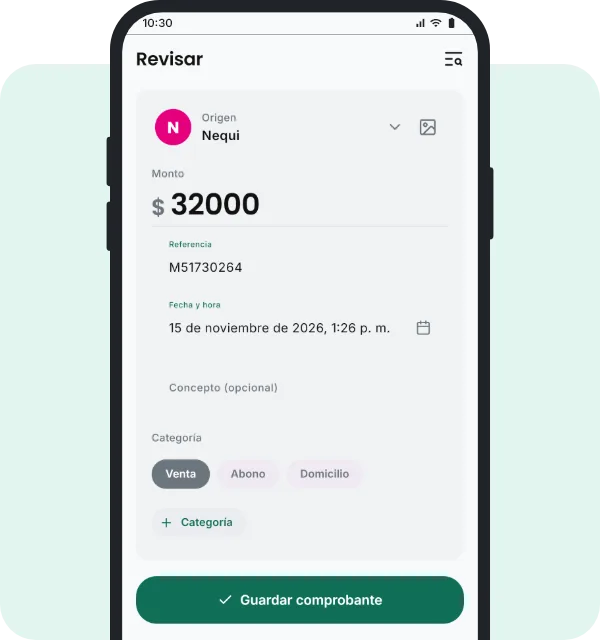 10:30
Revisar
N
Origen
Nequi
Monto
$ 32000
Referencia
M51730264
Fecha y hora
15 de noviembre de 2026, 1:26 p. m.
Concepto (opcional)
Categoría
Venta Abono Domicilio
+ Categoría
Guardar comprobante